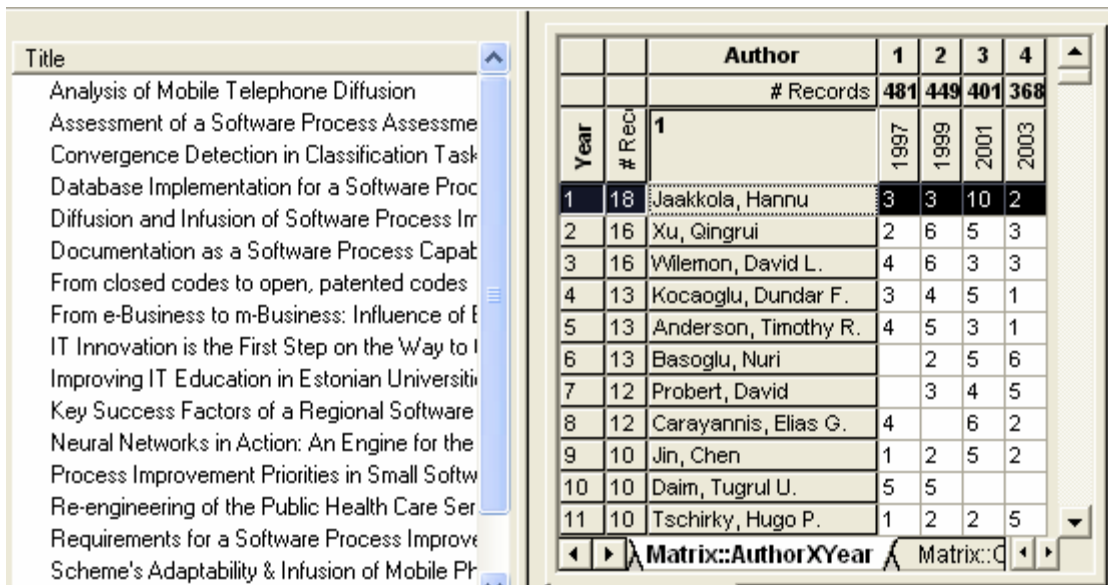 Title
Analysis of Mobile Telephone Diffusion
Assessment of a Software Process Assessme
Convergence Detection in Classification Task
Database Implementation for a Software Proc
Diffusion and Infusion of Software Process Im
Documentation as a Software Process Capab
From closed codes to open, patented codes
From e-Business to m-Business: Influence of E
IT Innovation is the First Step on the Way to
Improving IT Education in Estonian Universiti
Key Success Factors of a Regional Software
Neural Networks in Action: An Engine for the
Process Improvement Priorities in Small Softw
Re-engineering of the Public Health Care Ser
Requirements for a Software Process Improve
Scheme's Adaptability & Infusion of Mobile Ph
Author 1 2 3 4
# Records 481 449 401 368
Year # Reco 1 1997 1999 2001 2003
1 18 Jaakkola, Hannu 3 3 10 2
2 16 Xu, Qingrui 2 6 5 3
3 16 Wilemon, David L. 4 6 3 3
4 13 Kocaoglu, Dundar F. 3 4 5 1
5 13 Anderson, Timothy R. 4 5 3 1
6 13 Basoglu, Nuri 2 5 6
7 12 Probert, David 3 4 5
8 12 Carayannis, Elias G. 4 6 2
9 10 Jin, Chen 1 2 5 2
10 10 Daim, Tugrul U. 5 5
11 10 Tschirky, Hugo P. 1 2 2 5
Matrix::AuthorXYear Matrix::C